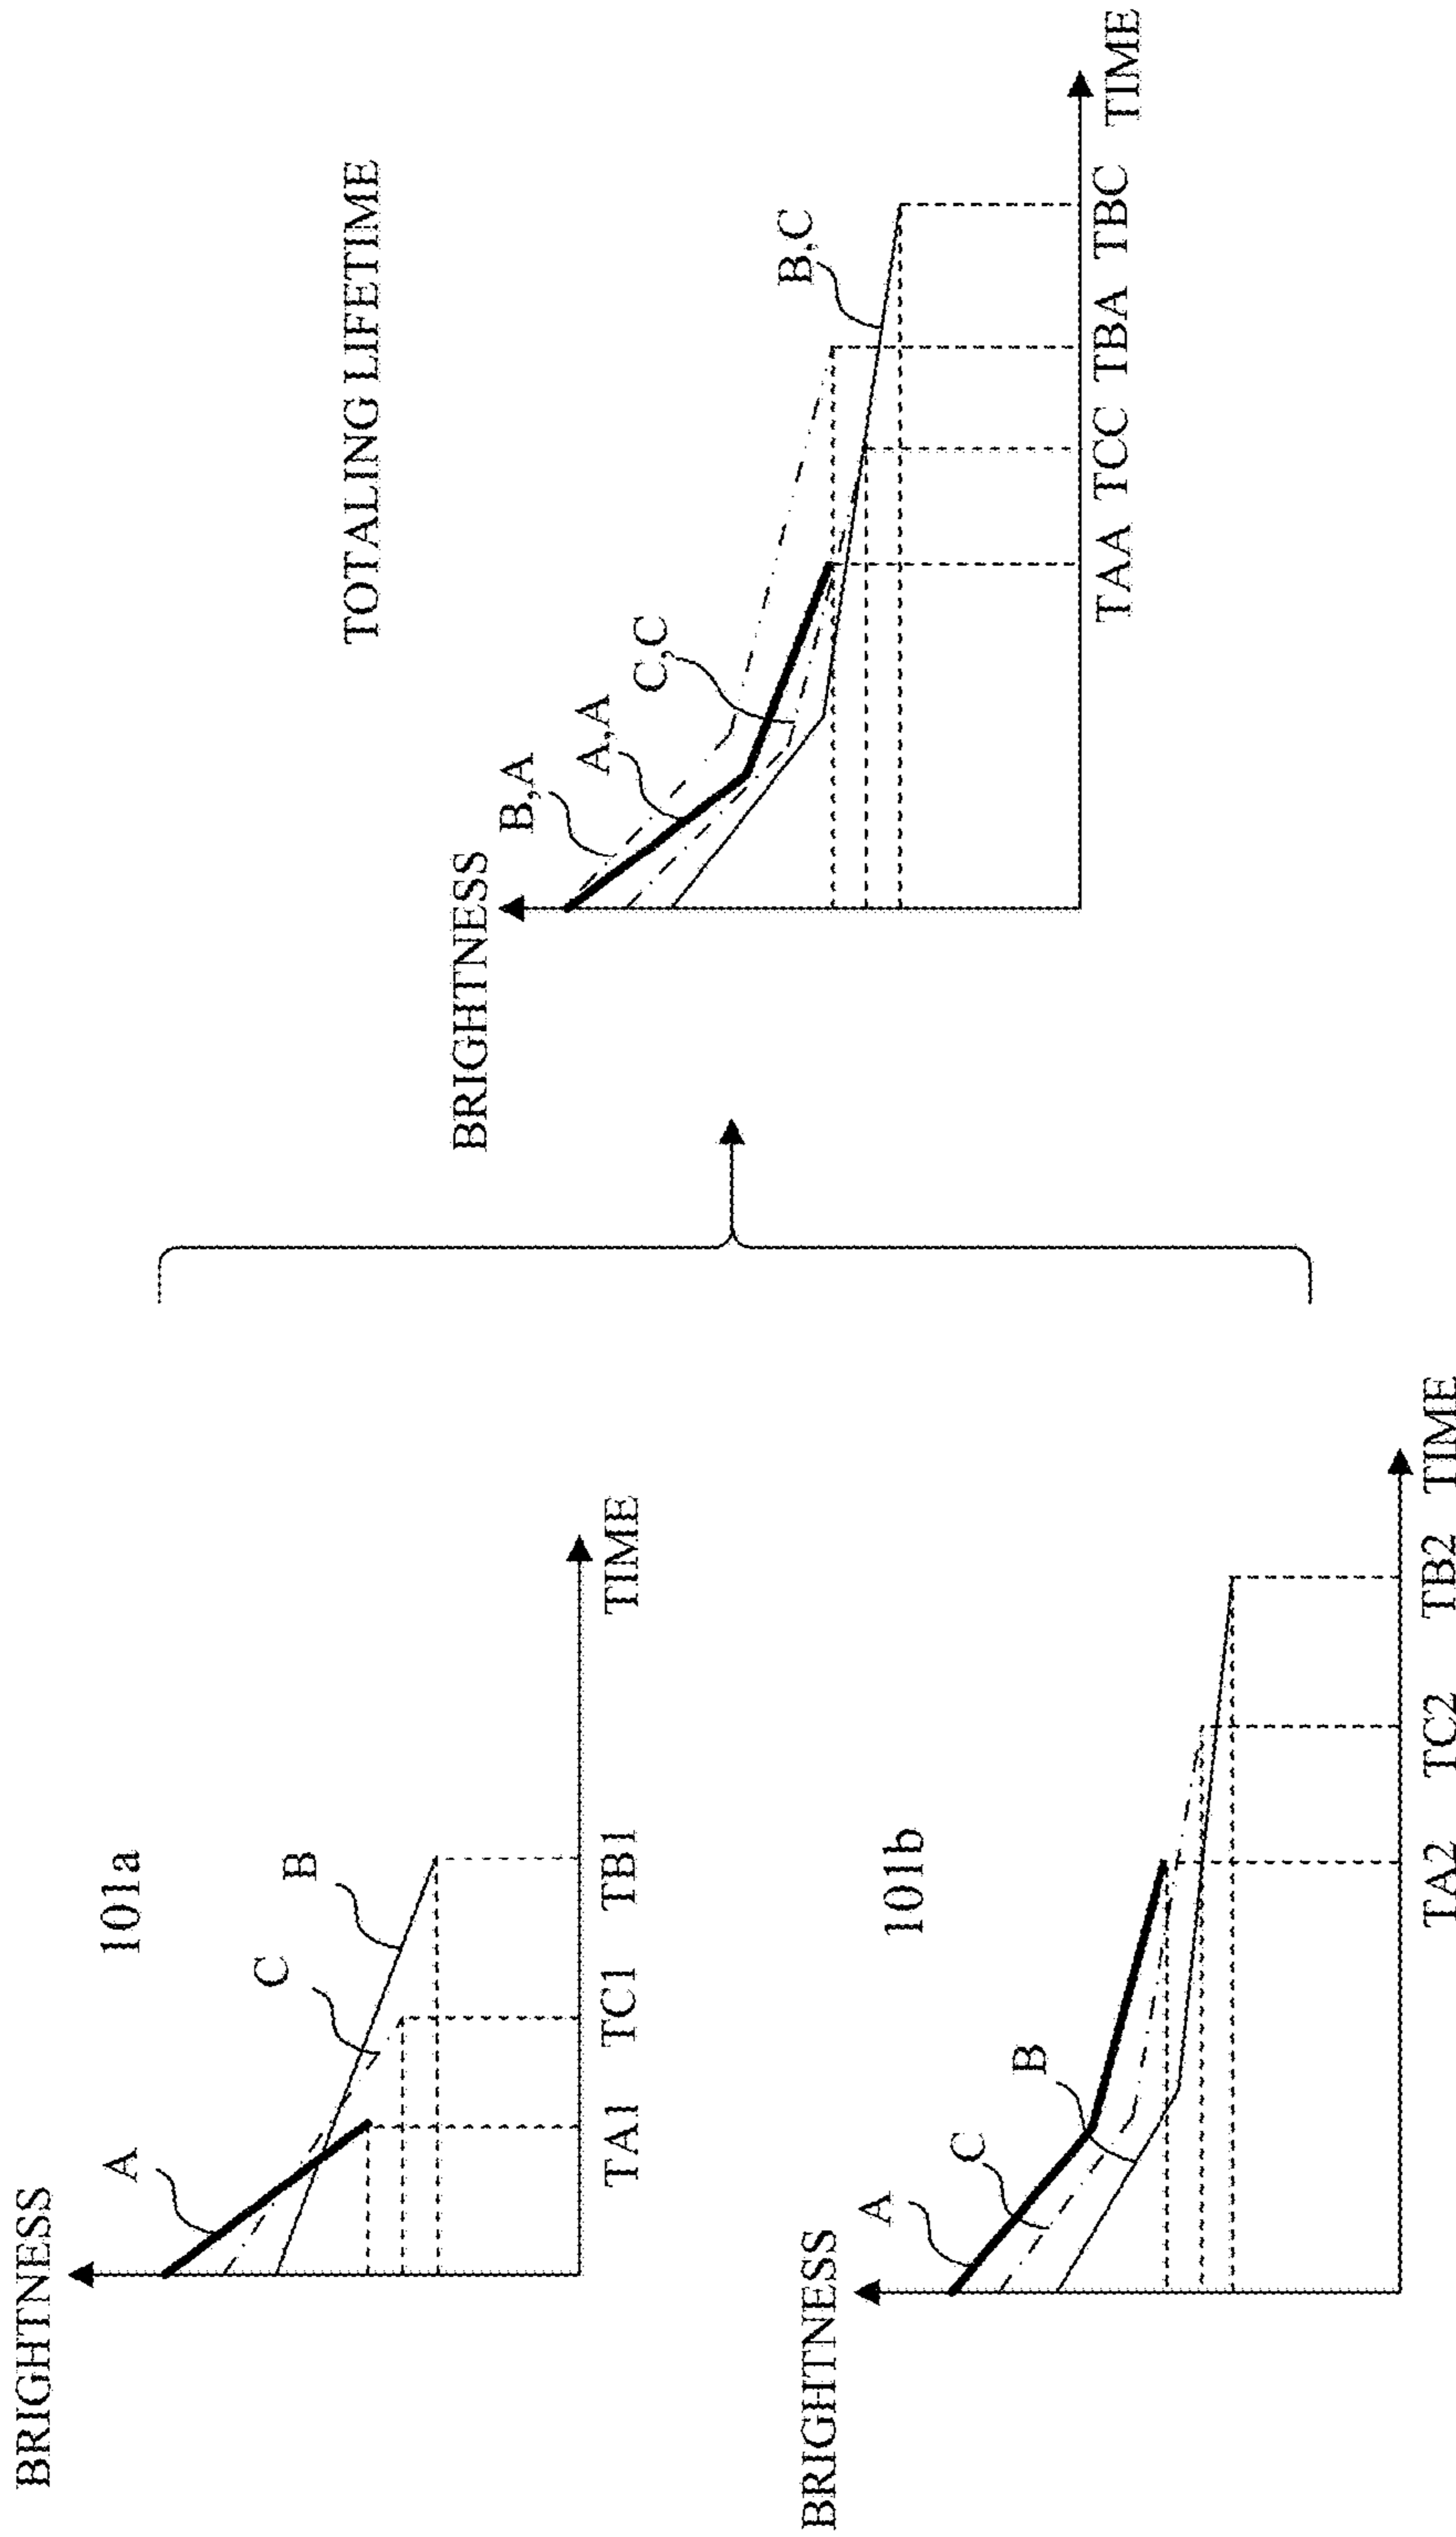 BRIGHTNESS
101a
A
C
B
TA1 TC1 TB1
TIME
BRIGHTNESS
101b
A
C
B
TA2 TC2 TB2 TIME
TOTALING LIFETIME
BRIGHTNESS
B,A
A,A
C,C
B,C
TAA TCC TBA TBC
TIME